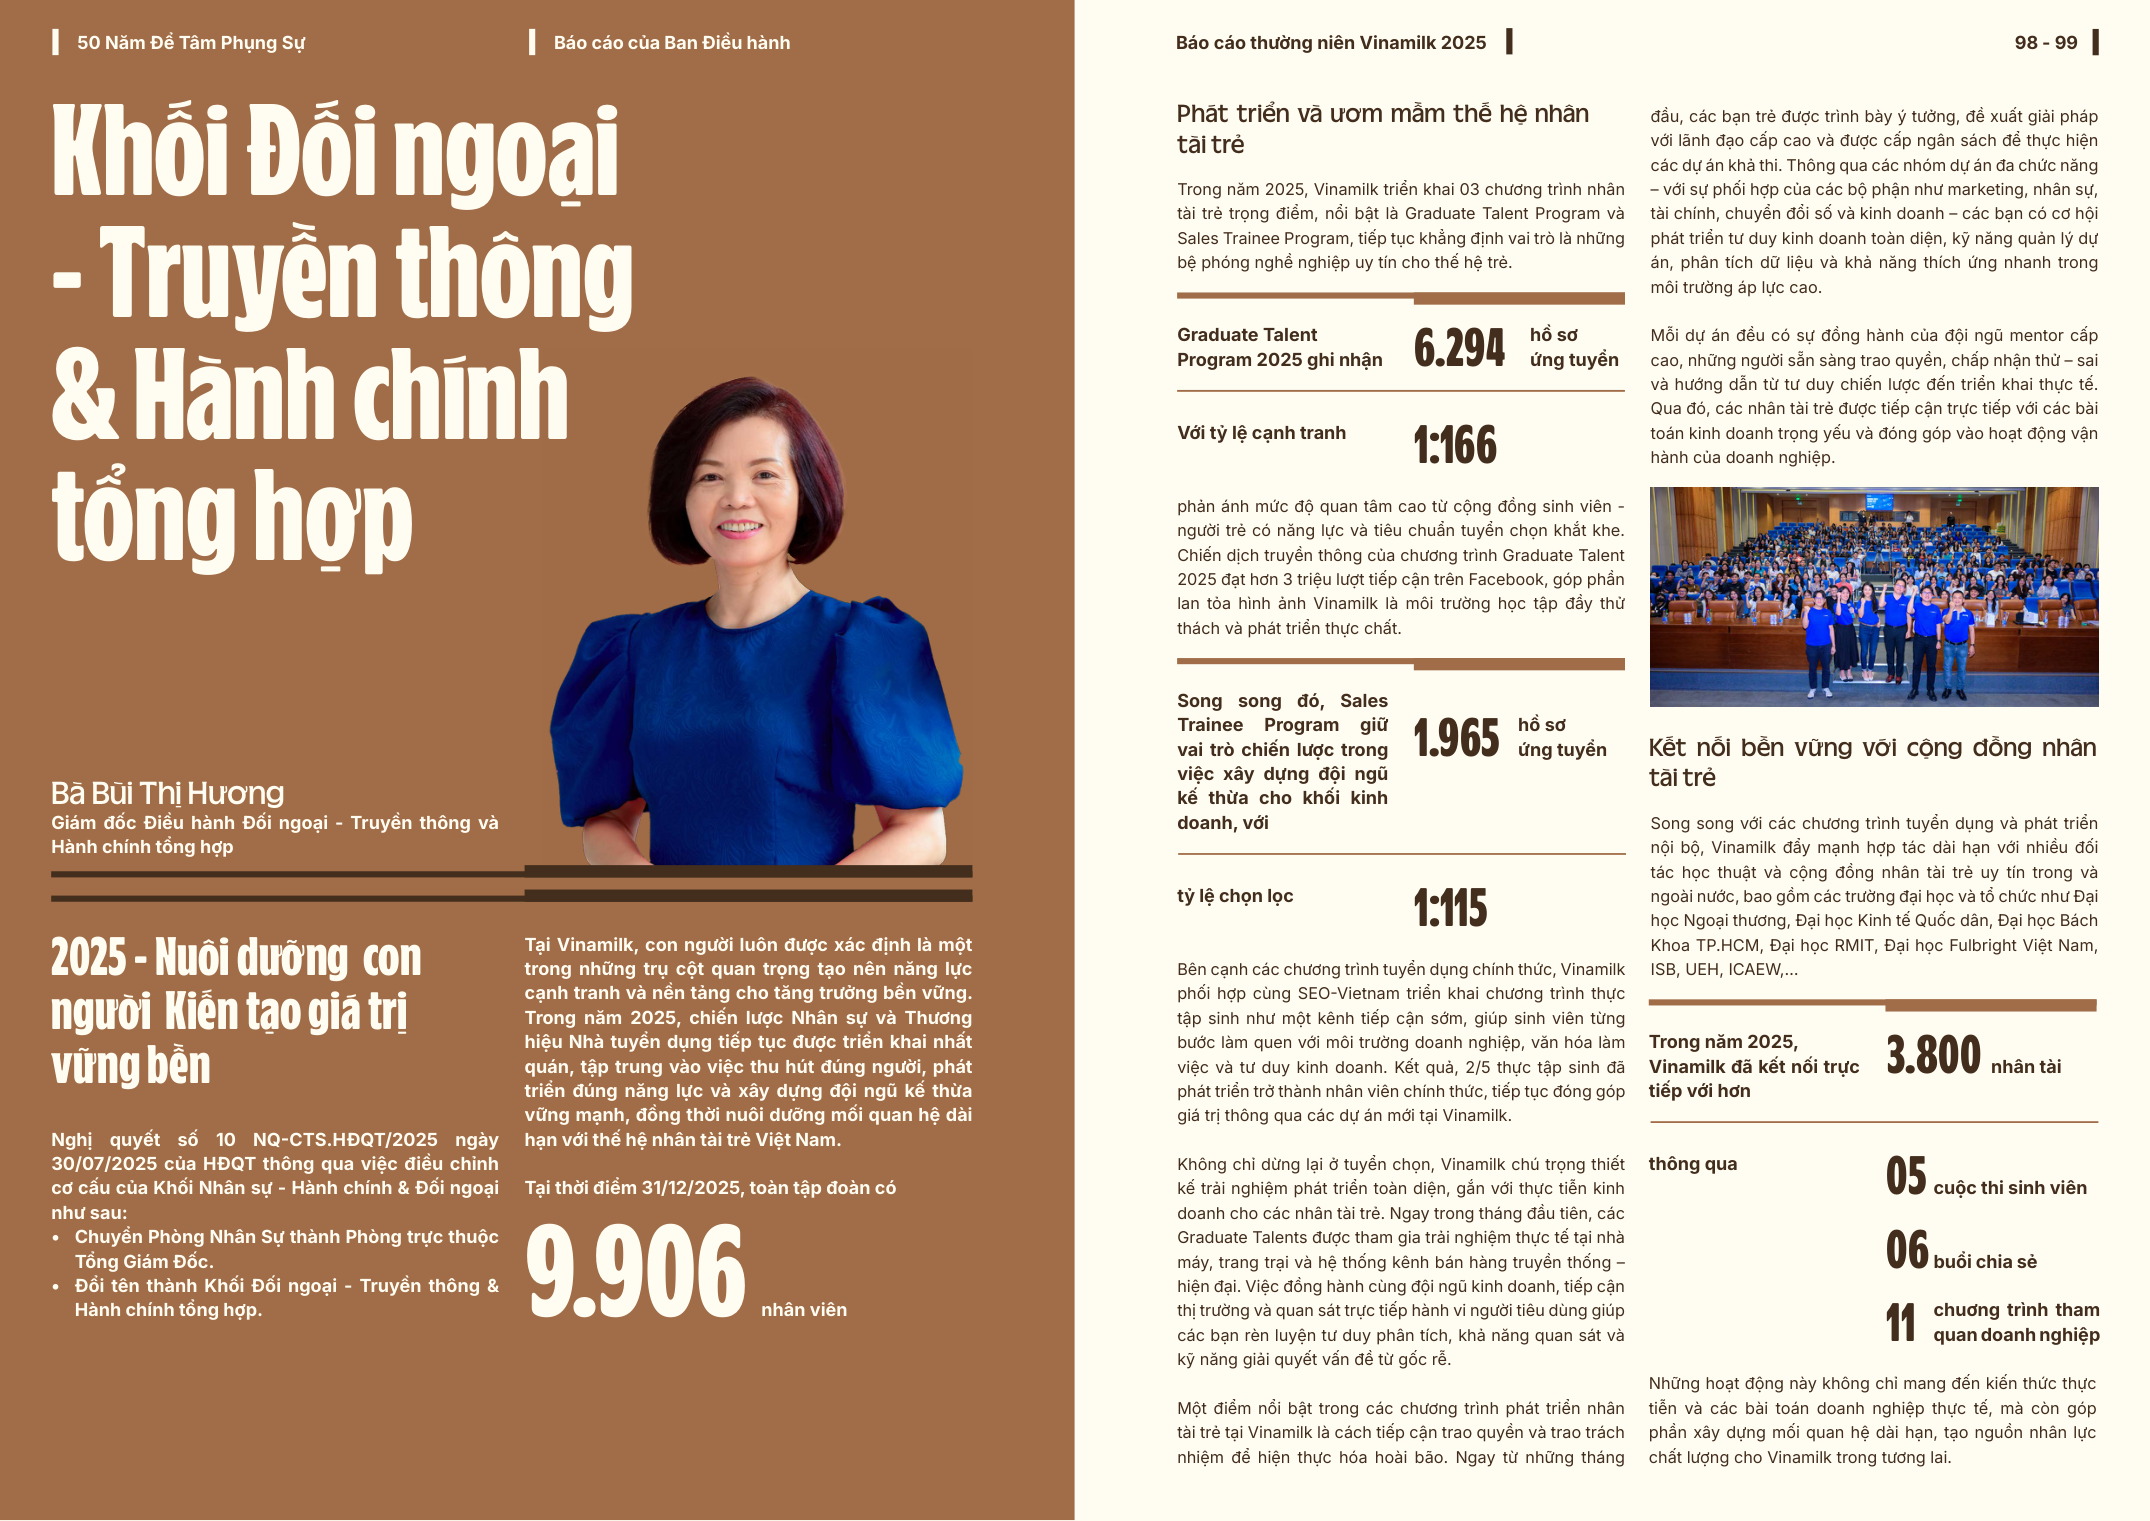 50 Năm Để Tâm Phụng Sự
Báo cáo của Ban Điều hành
Khối Đối ngoại
- Truyền thông
& Hành chính
tổng hợp
Bà Bùi Thị Hương
Giám đốc Điều hành Đối ngoại - Truyền thông và
Hành chính tổng hợp
2025 - Nuôi dưỡng con
người Kiến tạo giá trị
vững bền
Nghị quyết số 10 NQ-CTS.HĐQT/2025 ngày
30/07/2025 của HĐQT thông qua việc điều chỉnh
cơ cấu của Khối Nhân sự - Hành chính & Đối ngoại
như sau:
• Chuyển Phòng Nhân Sự thành Phòng trực thuộc
Tổng Giám Đốc.
• Đổi tên thành Khối Đối ngoại - Truyền thông &
Hành chính tổng hợp.
Tại Vinamilk, con người luôn được xác định là một
trong những trụ cột quan trọng tạo nên năng lực
cạnh tranh và nền tảng cho tăng trưởng bền vững.
Trong năm 2025, chiến lược Nhân sự và Thương
hiệu Nhà tuyển dụng tiếp tục được triển khai nhất
quán, tập trung vào việc thu hút đúng người, phát
triển đúng năng lực và xây dựng đội ngũ kế thừa
vững mạnh, đồng thời nuôi dưỡng mối quan hệ dài
hạn với thế hệ nhân tài trẻ Việt Nam.
Tại thời điểm 31/12/2025, toàn tập đoàn có
9.906 nhân viên
Báo cáo thường niên Vinamilk 2025
98 - 99
Phát triển và ươm mầm thế hệ nhân
tài trẻ
Trong năm 2025, Vinamilk triển khai 03 chương trình nhân
tài trẻ trọng điểm, nổi bật là Graduate Talent Program và
Sales Trainee Program, tiếp tục khẳng định vai trò là những
bệ phóng nghề nghiệp uy tín cho thế hệ trẻ.
Graduate Talent
Program 2025 ghi nhận
6.294
hồ sơ
ứng tuyển
Với tỷ lệ cạnh tranh
1:166
phản ánh mức độ quan tâm cao từ cộng đồng sinh viên -
người trẻ có năng lực và tiêu chuẩn tuyển chọn khắt khe.
Chiến dịch truyền thông của chương trình Graduate Talent
2025 đạt hơn 3 triệu lượt tiếp cận trên Facebook, góp phần
lan tỏa hình ảnh Vinamilk là môi trường học tập đầy thử
thách và phát triển thực chất.
Song song đó, Sales
Trainee Program giữ
vai trò chiến lược trong
việc xây dựng đội ngũ
kế thừa cho khối kinh
doanh, với
1.965
hồ sơ
ứng tuyển
tỷ lệ chọn lọc
1:115
Bên cạnh các chương trình tuyển dụng chính thức, Vinamilk
phối hợp cùng SEO-Vietnam triển khai chương trình thực
tập sinh như một kênh tiếp cận sớm, giúp sinh viên từng
bước làm quen với môi trường doanh nghiệp, văn hóa làm
việc và tư duy kinh doanh. Kết quả, 2/5 thực tập sinh đã
phát triển trở thành nhân viên chính thức, tiếp tục đóng góp
giá trị thông qua các dự án mới tại Vinamilk.
Không chỉ dừng lại ở tuyển chọn, Vinamilk chú trọng thiết
kế trải nghiệm phát triển toàn diện, gắn với thực tiễn kinh
doanh cho các nhân tài trẻ. Ngay trong tháng đầu tiên, các
Graduate Talents được tham gia trải nghiệm thực tế tại nhà
máy, trang trại và hệ thống kênh bán hàng truyền thống –
hiện đại. Việc đồng hành cùng đội ngũ kinh doanh, tiếp cận
thị trường và quan sát trực tiếp hành vi người tiêu dùng giúp
các bạn rèn luyện tư duy phân tích, khả năng quan sát và
kỹ năng giải quyết vấn đề từ gốc rễ.
Một điểm nổi bật trong các chương trình phát triển nhân
tài trẻ tại Vinamilk là cách tiếp cận trao quyền và trao trách
nhiệm để hiện thực hóa hoài bão. Ngay từ những tháng
đầu, các bạn trẻ được trình bày ý tưởng, đề xuất giải pháp
với lãnh đạo cấp cao và được cấp ngân sách để thực hiện
các dự án khả thi. Thông qua các nhóm dự án đa chức năng
– với sự phối hợp của các bộ phận như marketing, nhân sự,
tài chính, chuyển đổi số và kinh doanh – các bạn có cơ hội
phát triển tư duy kinh doanh toàn diện, kỹ năng quản lý dự
án, phân tích dữ liệu và khả năng thích ứng nhanh trong
môi trường áp lực cao.
Mỗi dự án đều có sự đồng hành của đội ngũ mentor cấp
cao, những người sẵn sàng trao quyền, chấp nhận thử – sai
và hướng dẫn từ tư duy chiến lược đến triển khai thực tế.
Qua đó, các nhân tài trẻ được tiếp cận trực tiếp với các bài
toán kinh doanh trọng yếu và đóng góp vào hoạt động vận
hành của doanh nghiệp.
Kết nối bền vững với cộng đồng nhân
tài trẻ
Song song với các chương trình tuyển dụng và phát triển
nội bộ, Vinamilk đẩy mạnh hợp tác dài hạn với nhiều đối
tác học thuật và cộng đồng nhân tài trẻ uy tín trong và
ngoài nước, bao gồm các trường đại học và tổ chức như Đại
học Ngoại thương, Đại học Kinh tế Quốc dân, Đại học Bách
Khoa TP.HCM, Đại học RMIT, Đại học Fulbright Việt Nam,
ISB, UEH, ICAEW,...
Trong năm 2025,
Vinamilk đã kết nối trực
tiếp với hơn
3.800 nhân tài
thông qua
05 cuộc thi sinh viên
06 buổi chia sẻ
11
chương trình tham
quan doanh nghiệp
Những hoạt động này không chỉ mang đến kiến thức thực
tiễn và các bài toán doanh nghiệp thực tế, mà còn góp
phần xây dựng mối quan hệ dài hạn, tạo nguồn nhân lực
chất lượng cho Vinamilk trong tương lai.